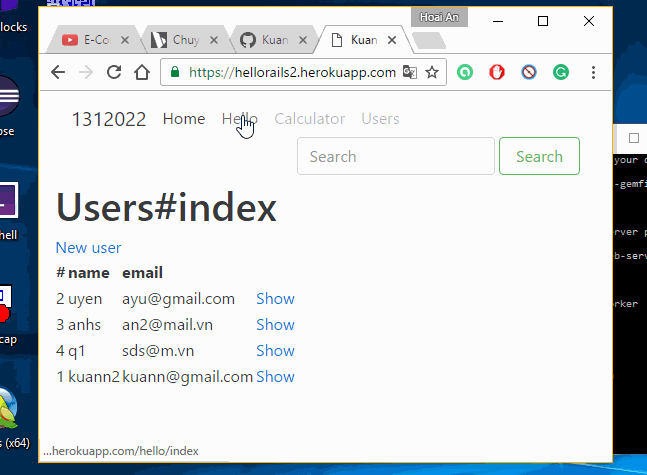 Hoai An
E-Co
Chuy
Kuan
Kuan
https://hellorails2.herokuapp.com
1312022 Home Hello Calculator Users
Search
Search
Users#index
New user
# name email
2 uyen ayu@gmail.com Show
3 anhs an2@mail.vn Show
4 q1 sds@m.vn Show
1 kuann2 kuann@gmail.com Show
...herokuapp.com/hello/index
locks
hell
cap
s (x64)
your
-gemfi
rver p
b-serv
orker